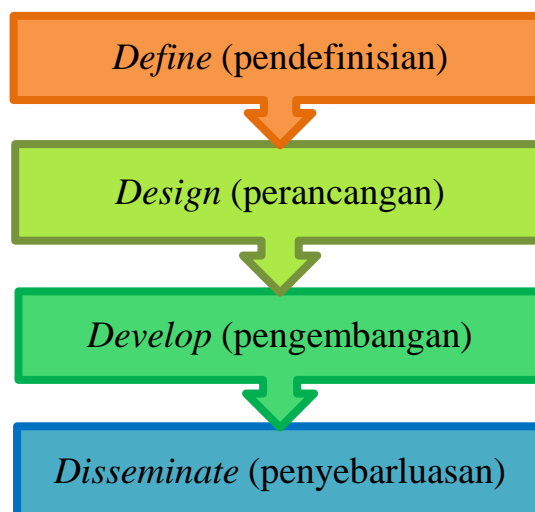 Define (pendefinisian)
Design (perancangan)
Develop (pengembangan)
Disseminate (penyebarluasan)